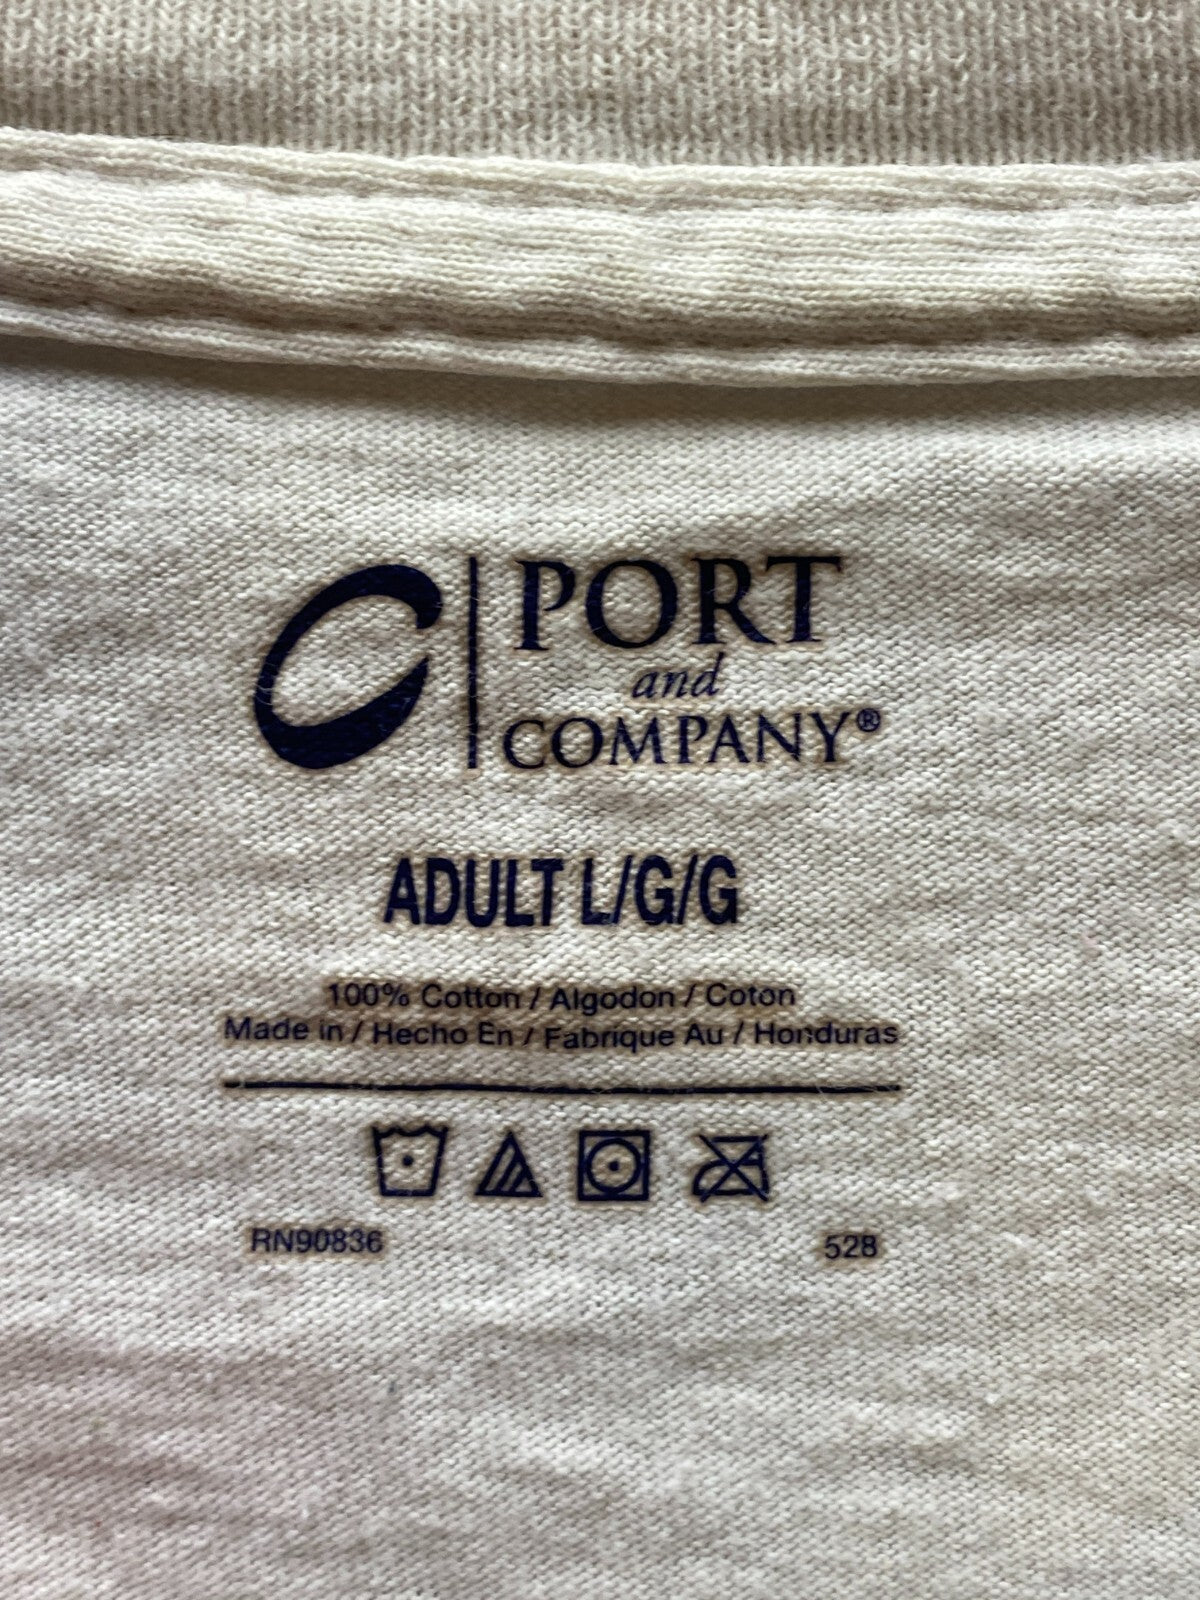 PORT
and
COMPANY®
ADULT L/G/G
100% Cotton / Algodon / Coton
Made in / Hecho En / Fabrique Au / Honduras
RN90836
528